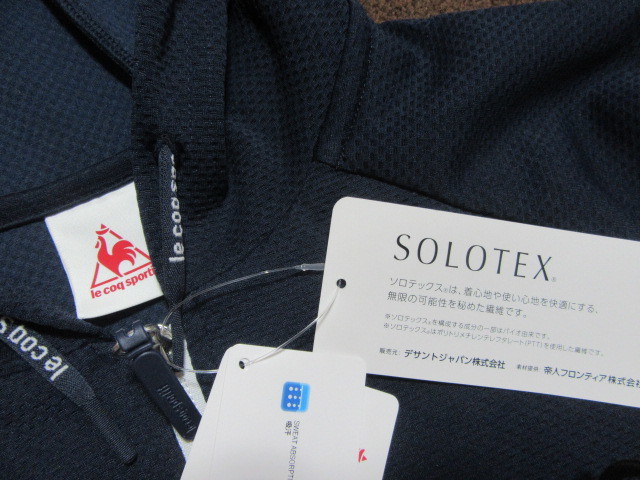 le coq spo
le coq sportif
le coq sp
SOLOTEX®
ソロテックス®は、着心地や使い心地を快適にする、
無限の可能性を秘めた繊維です。
※ソロテックス®を構成する成分の一部はバイオ由来です。
※ソロテックス®はポリトリメチレンテレフタレート(PTT)を使用した繊維です。
販売元: デサントジャパン株式会社 素材提供: 帝人フロンティア株式会社
SWEAT ABSORPTI
吸汗